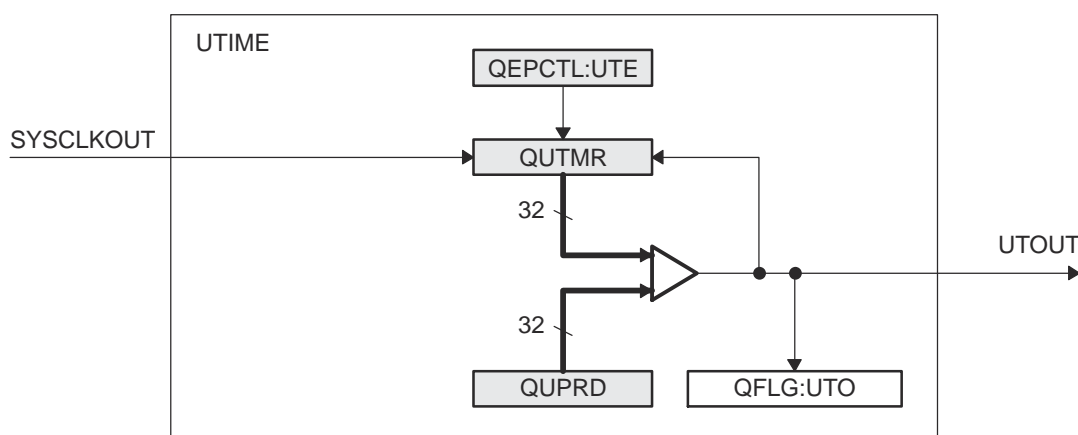 UTIME
QEPCTL:UTE
SYSCLKOUT
QUTMR
32
UTOUT
32
QUPRD
QFLG:UTO